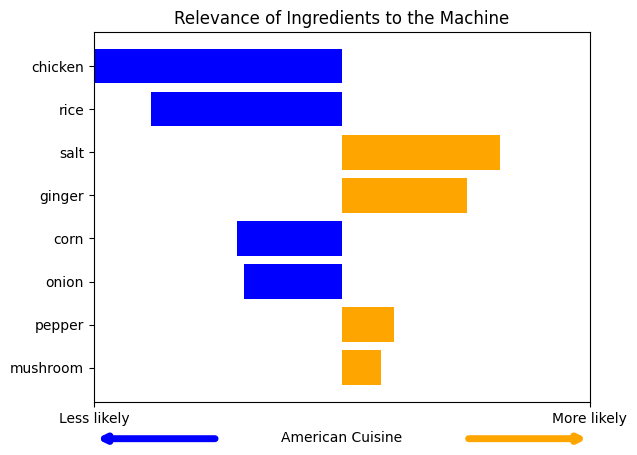 Relevance of Ingredients to the Machine
chicken
rice
salt
ginger
corn
onion
pepper
mushroom
Less likely
More likely
American Cuisine